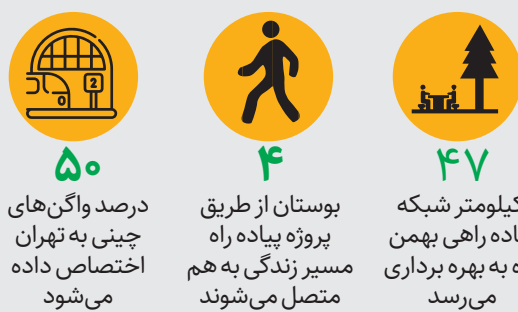 ۴۷
کیلومتر شبکه
راهی بهمن
به بهره برداری
می‌رسد
۴
بوستان از طریق
پروژه پیاده راه
مسیر زندگی به هم
متصل می‌شوند
2
۵۰
درصد واگن‌های
چینی به تهران
اختصاص داده
می‌شود